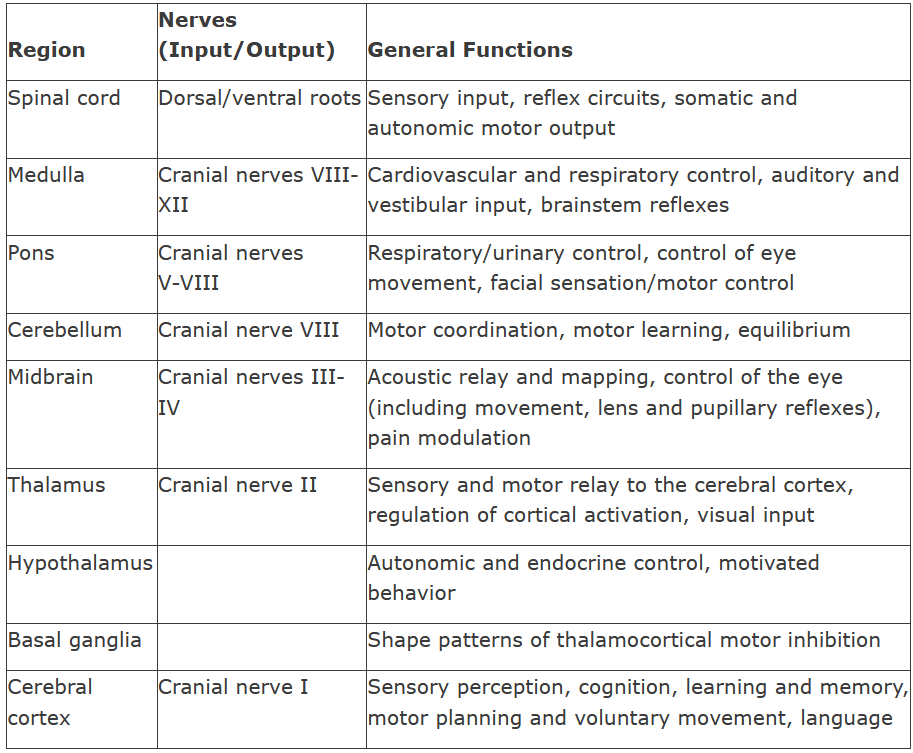 Region
Nerves
(Input/Output)
General Functions
Spinal cord
Dorsal/ventral roots
Sensory input, reflex circuits, somatic and
autonomic motor output
Medulla
Cranial nerves VIII-
XII
Cardiovascular and respiratory control, auditory and
vestibular input, brainstem reflexes
Pons
Cranial nerves
V-VIII
Respiratory/urinary control, control of eye
movement, facial sensation/motor control
Cerebellum
Cranial nerve VIII
Motor coordination, motor learning, equilibrium
Midbrain
Cranial nerves III-
IV
Acoustic relay and mapping, control of the eye
(including movement, lens and pupillary reflexes),
pain modulation
Thalamus
Cranial nerve II
Sensory and motor relay to the cerebral cortex,
regulation of cortical activation, visual input
Hypothalamus
Autonomic and endocrine control, motivated
behavior
Basal ganglia
Shape patterns of thalamocortical motor inhibition
Cerebral
cortex
Cranial nerve I
Sensory perception, cognition, learning and memory,
motor planning and voluntary movement, language